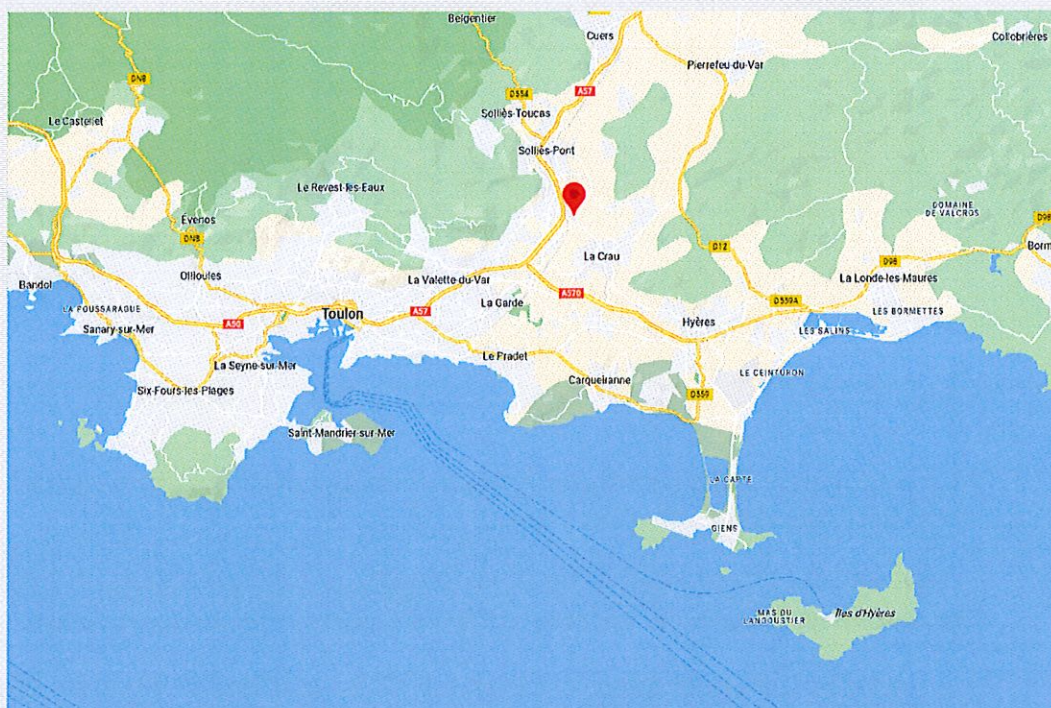 Belgentier
Cuers
Collobrières
DN8
Pierrefeu-du-Var
D554
A57
Le Castellet
Solliès-Toucas
Solliès-Pont
Le Revest-les-Eaux
DOMAINE
DE VALCROS
Évenos
D98
DN8
D12
Borm
La Crau
D98
Ollioules
La Valette-du-Var
La Londe-les-Maures
Bandol
A570
D559A
LA POUSSARAQUE
La Garde
LES BORMETTES
Toulon
A57
Sanary-sur-Mer
A50
Hyères
LES SALINS
Le Pradet
La Seyne-sur-Mer
LE CEINTURON
Carqueiranne
Six-Fours-les-Plages
D559
Saint-Mandrier-sur-Mer
LA CAPTE
GIENS
MAS DU
LANGOUSTIER
Îles d'Hyères